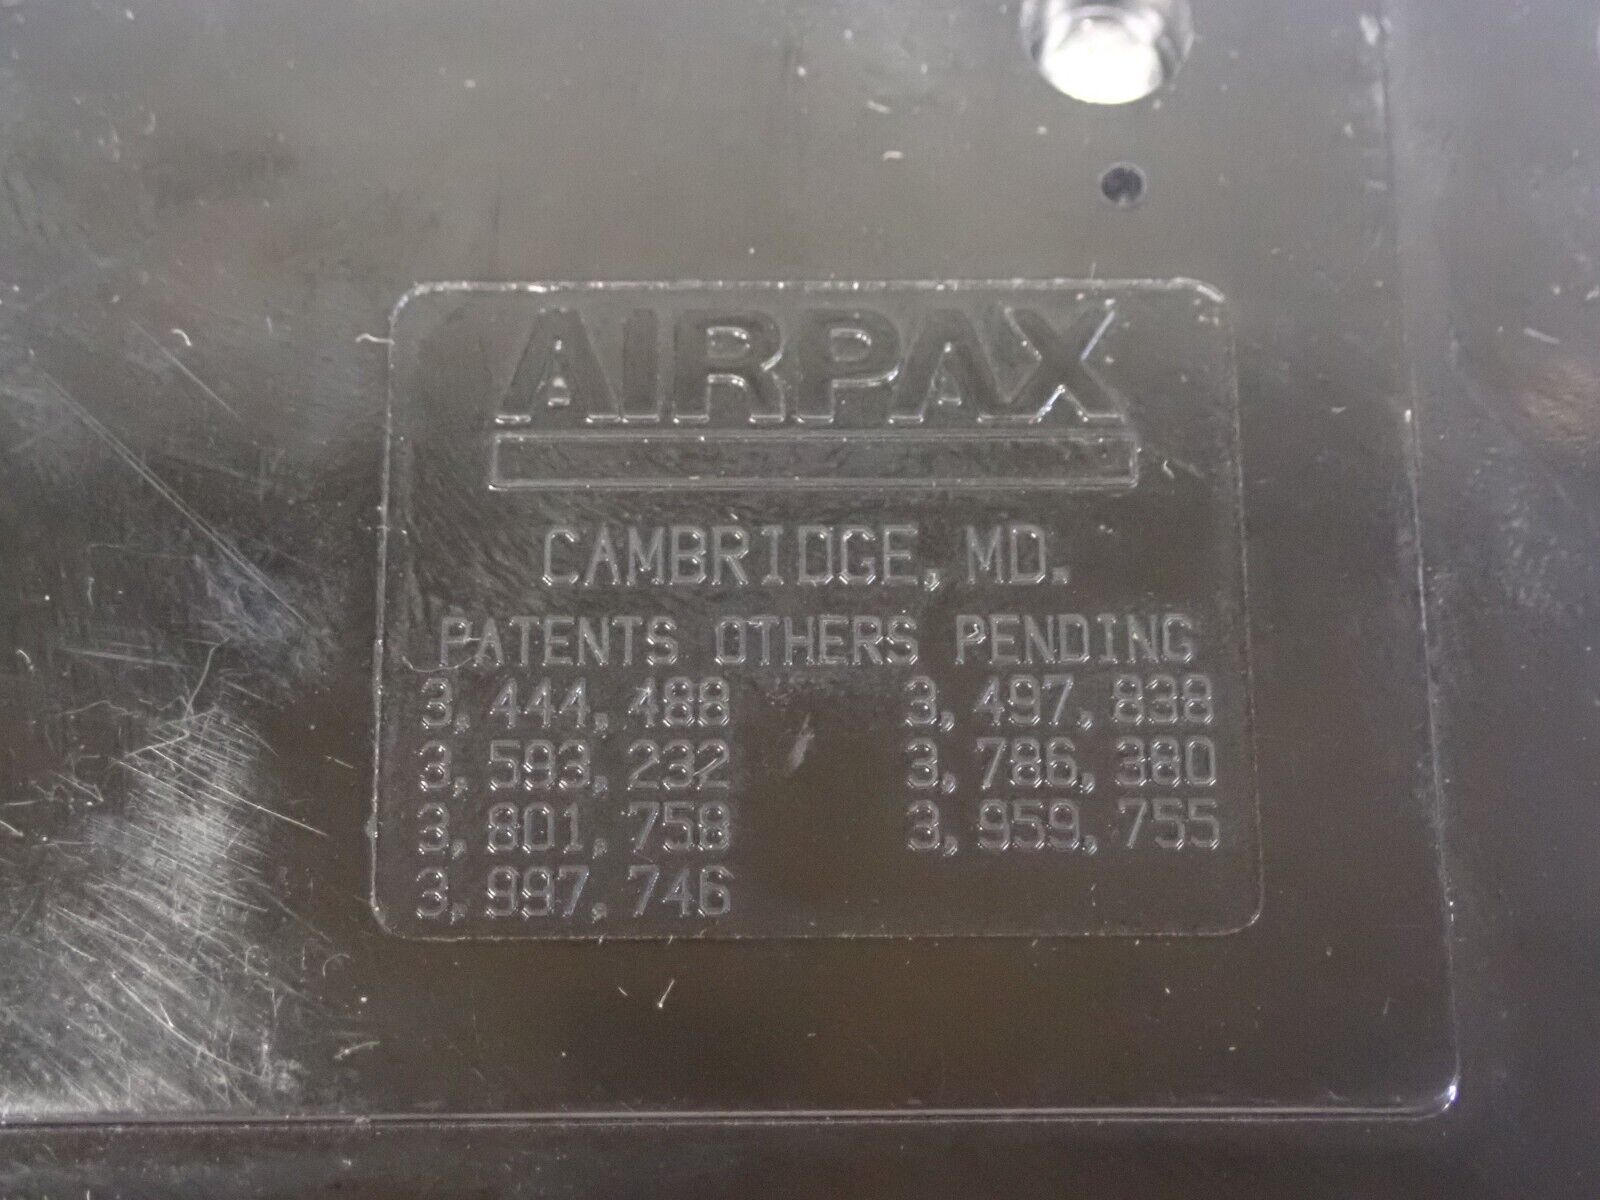 AIRPAX
CAMBRIDGE, MD.
PATENTS OTHERS PENDING
3,444,488 3,497,838
3,593,232 3,786,380
3,801,758 3,959,755
3,997,746